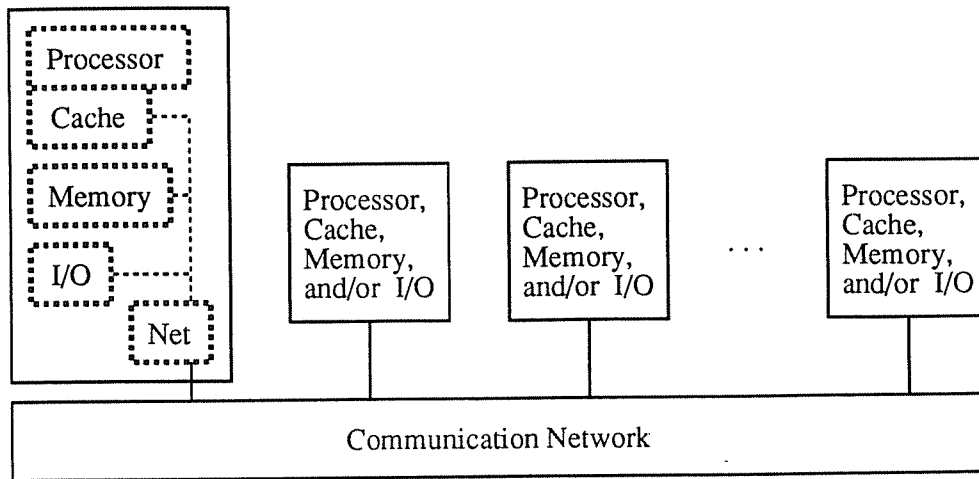 Processor
Cache
Memory
I/O
Net
Processor,
Cache,
Memory,
and/or I/O
Processor,
Cache,
Memory,
and/or I/O
. . .
Processor,
Cache,
Memory,
and/or I/O
Communication Network